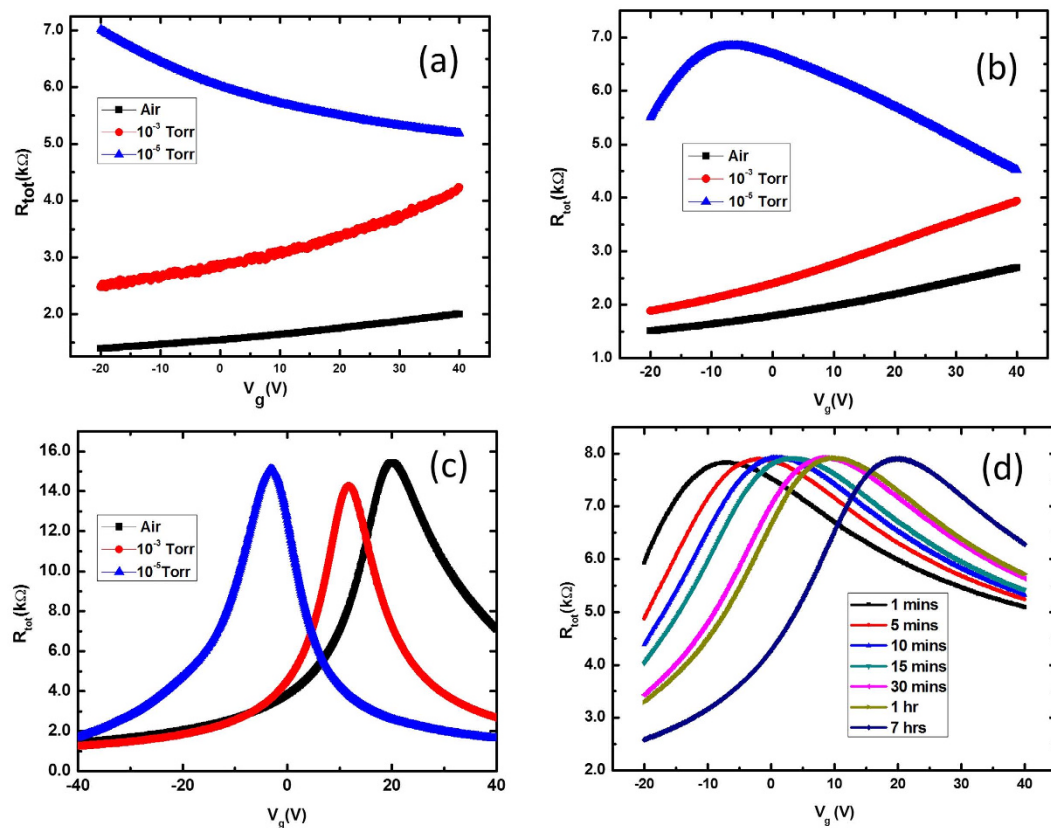 (a)
7.0
6.0
5.0
4.0
3.0
2.0
R_tot(kΩ)
Air
10^-3 Torr
10^-5 Torr
-20 -10 0 10 20 30 40
V_g(V)
(b)
7.0
6.0
5.0
4.0
3.0
2.0
1.0
R_tot(kΩ)
Air
10^-3 Torr
10^-5 Torr
-20 -10 0 10 20 30 40
V_g(V)
(c)
16.0
14.0
12.0
10.0
8.0
6.0
4.0
2.0
0.0
R_tot(kΩ)
Air
10^-3 Torr
10^-5 Torr
-40 -20 0 20 40
V_g(V)
(d)
9.0
8.0
7.0
6.0
5.0
4.0
3.0
2.0
R_tot(kΩ)
1 mins
5 mins
10 mins
15 mins
30 mins
1 hr
7 hrs
-20 -10 0 10 20 30 40
V_g(V)